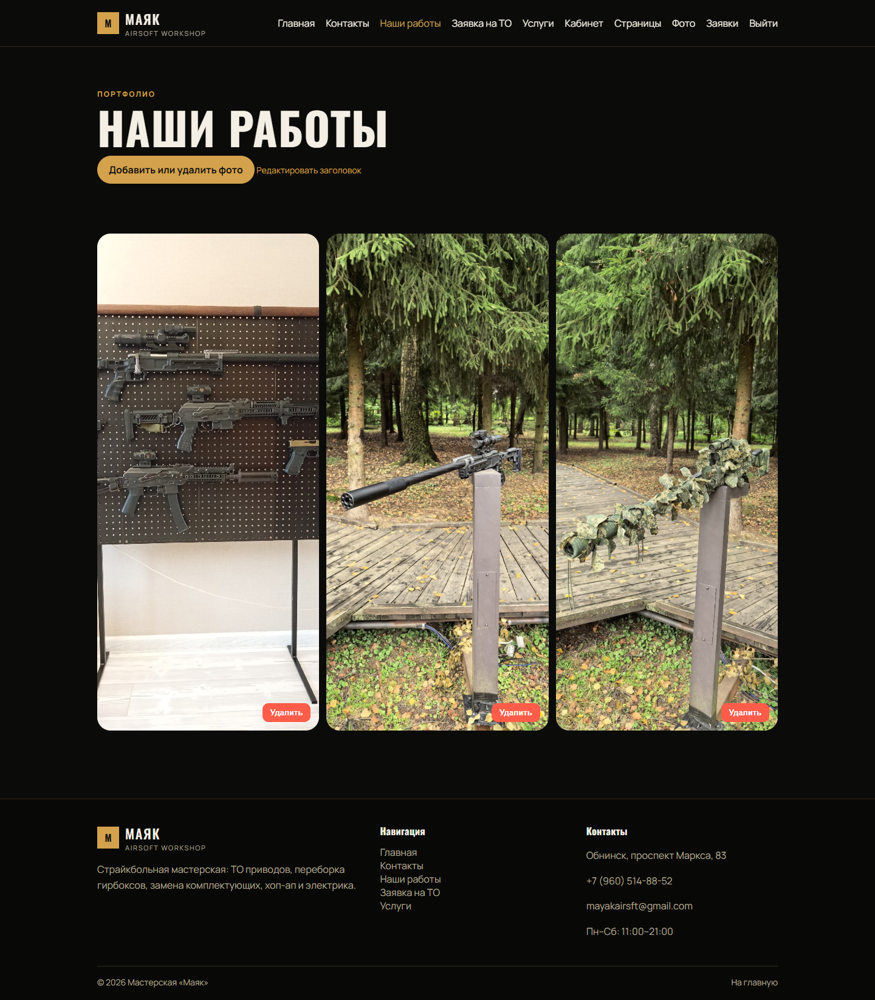 М
МАЯК
AIRSOFT WORKSHOP
Главная Контакты Наши работы Заявка на ТО Услуги Кабинет Страницы Фото Заявки Выйти
ПОРТФОЛИО
НАШИ РАБОТЫ
Добавить или удалить фото Редактировать заголовок
Удалить
Удалить
Удалить
М
МАЯК
AIRSOFT WORKSHOP
Страйкбольная мастерская: ТО приводов, переборка
гирбоксов, замена комплектующих, хоп-ап и электрика.
Навигация
Главная
Контакты
Наши работы
Заявка на ТО
Услуги
Контакты
Обнинск, проспект Маркса, 83
+7 (960) 514-88-52
mayakairsft@gmail.com
Пн–Сб: 11:00–21:00
© 2026 Мастерская «Маяк»
На главную